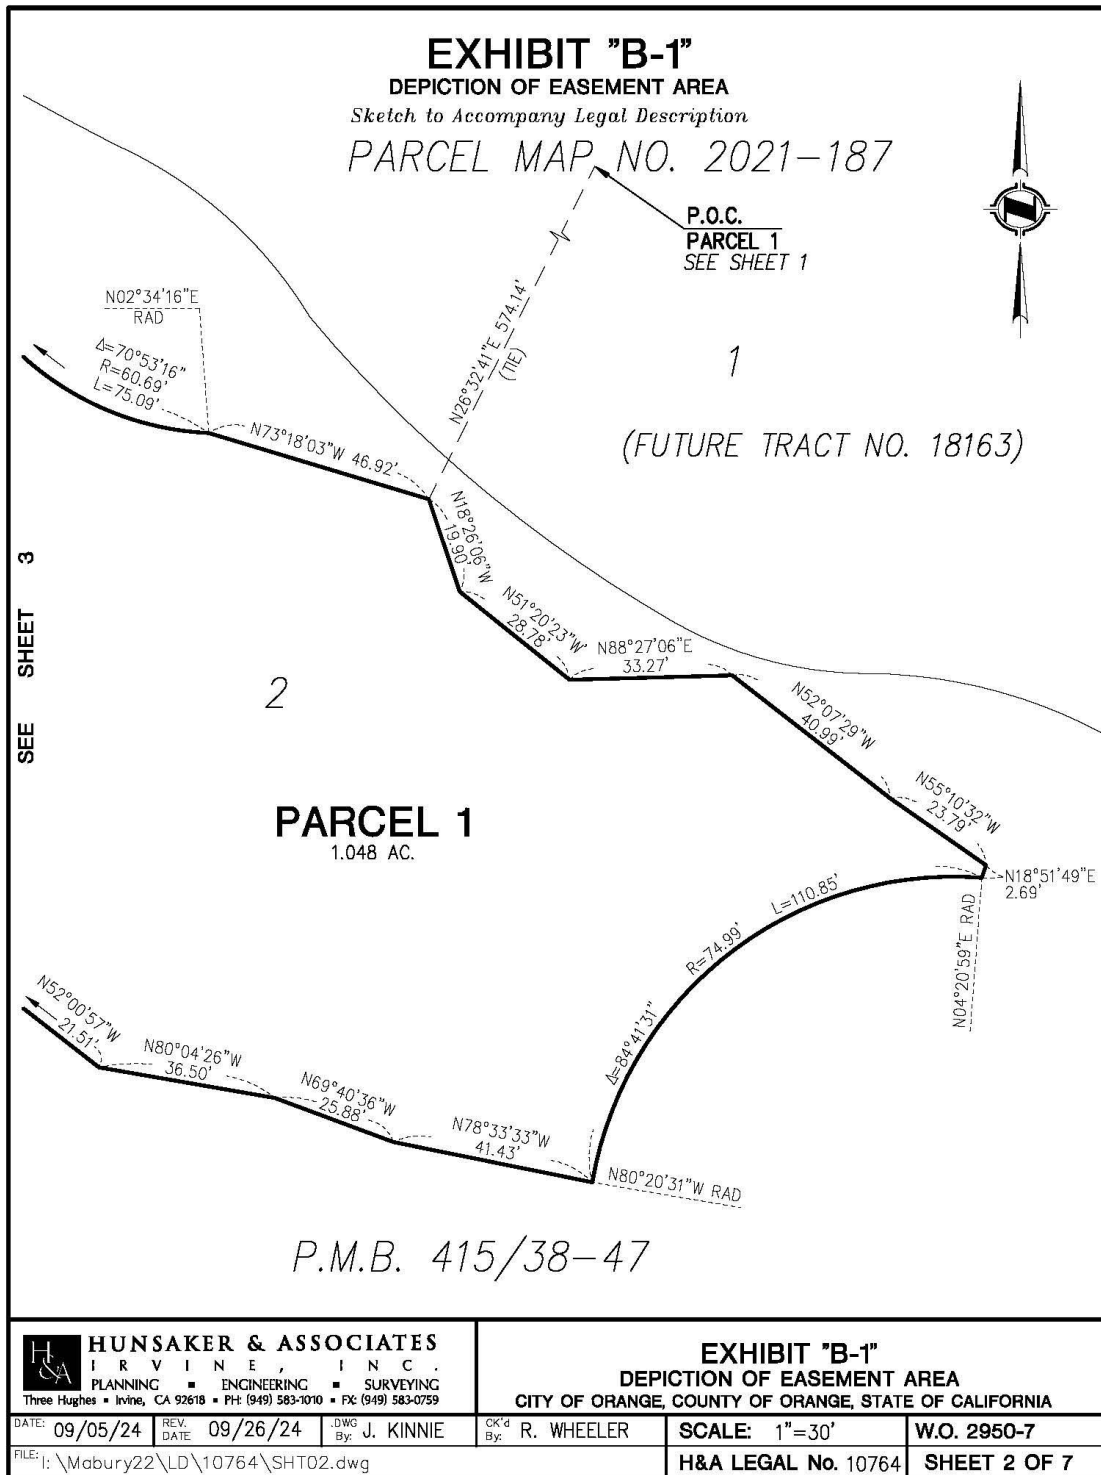 EXHIBIT "B-1"
DEPICTION OF EASEMENT AREA
Sketch to Accompany Legal Description
PARCEL MAP NO. 2021-187
P.O.C.
PARCEL 1
SEE SHEET 1
N26°32'41"E 574.14'
(TIE)
N02°34'16"E
RAD
Δ=70°53'16"
R=60.69'
L=75.09'
N73°18'03"W 46.92'
1
(FUTURE TRACT NO. 18163)
N18°26'06"W
19.90'
N51°20'23"W
28.78'
N88°27'06"E
33.27'
N52°07'29"W
40.99'
N55°10'32"W
23.79'
N18°51'49"E
2.69'
N04°20'59"E RAD
SEE SHEET 3
2
PARCEL 1
1.048 AC.
L=110.85'
R=74.99'
Δ=84°41'31"
N52°00'57"W
21.51'
N80°04'26"W
36.50'
N69°40'36"W
25.88'
N78°33'33"W
41.43'
N80°20'31"W RAD
P.M.B. 415/38-47
H&A
HUNSAKER & ASSOCIATES
IRVINE, INC.
PLANNING ▪ ENGINEERING ▪ SURVEYING
Three Hughes ▪ Irvine, CA 92618 ▪ PH: (949) 583-1010 ▪ FX: (949) 583-0759
EXHIBIT "B-1"
DEPICTION OF EASEMENT AREA
CITY OF ORANGE, COUNTY OF ORANGE, STATE OF CALIFORNIA
DATE: 09/05/24 REV. DATE 09/26/24 DWG By: J. KINNIE CK'd By: R. WHEELER SCALE: 1"=30' W.O. 2950-7
FILE: I:\Mabury22\LD\10764\SHT02.dwg H&A LEGAL No. 10764 SHEET 2 OF 7